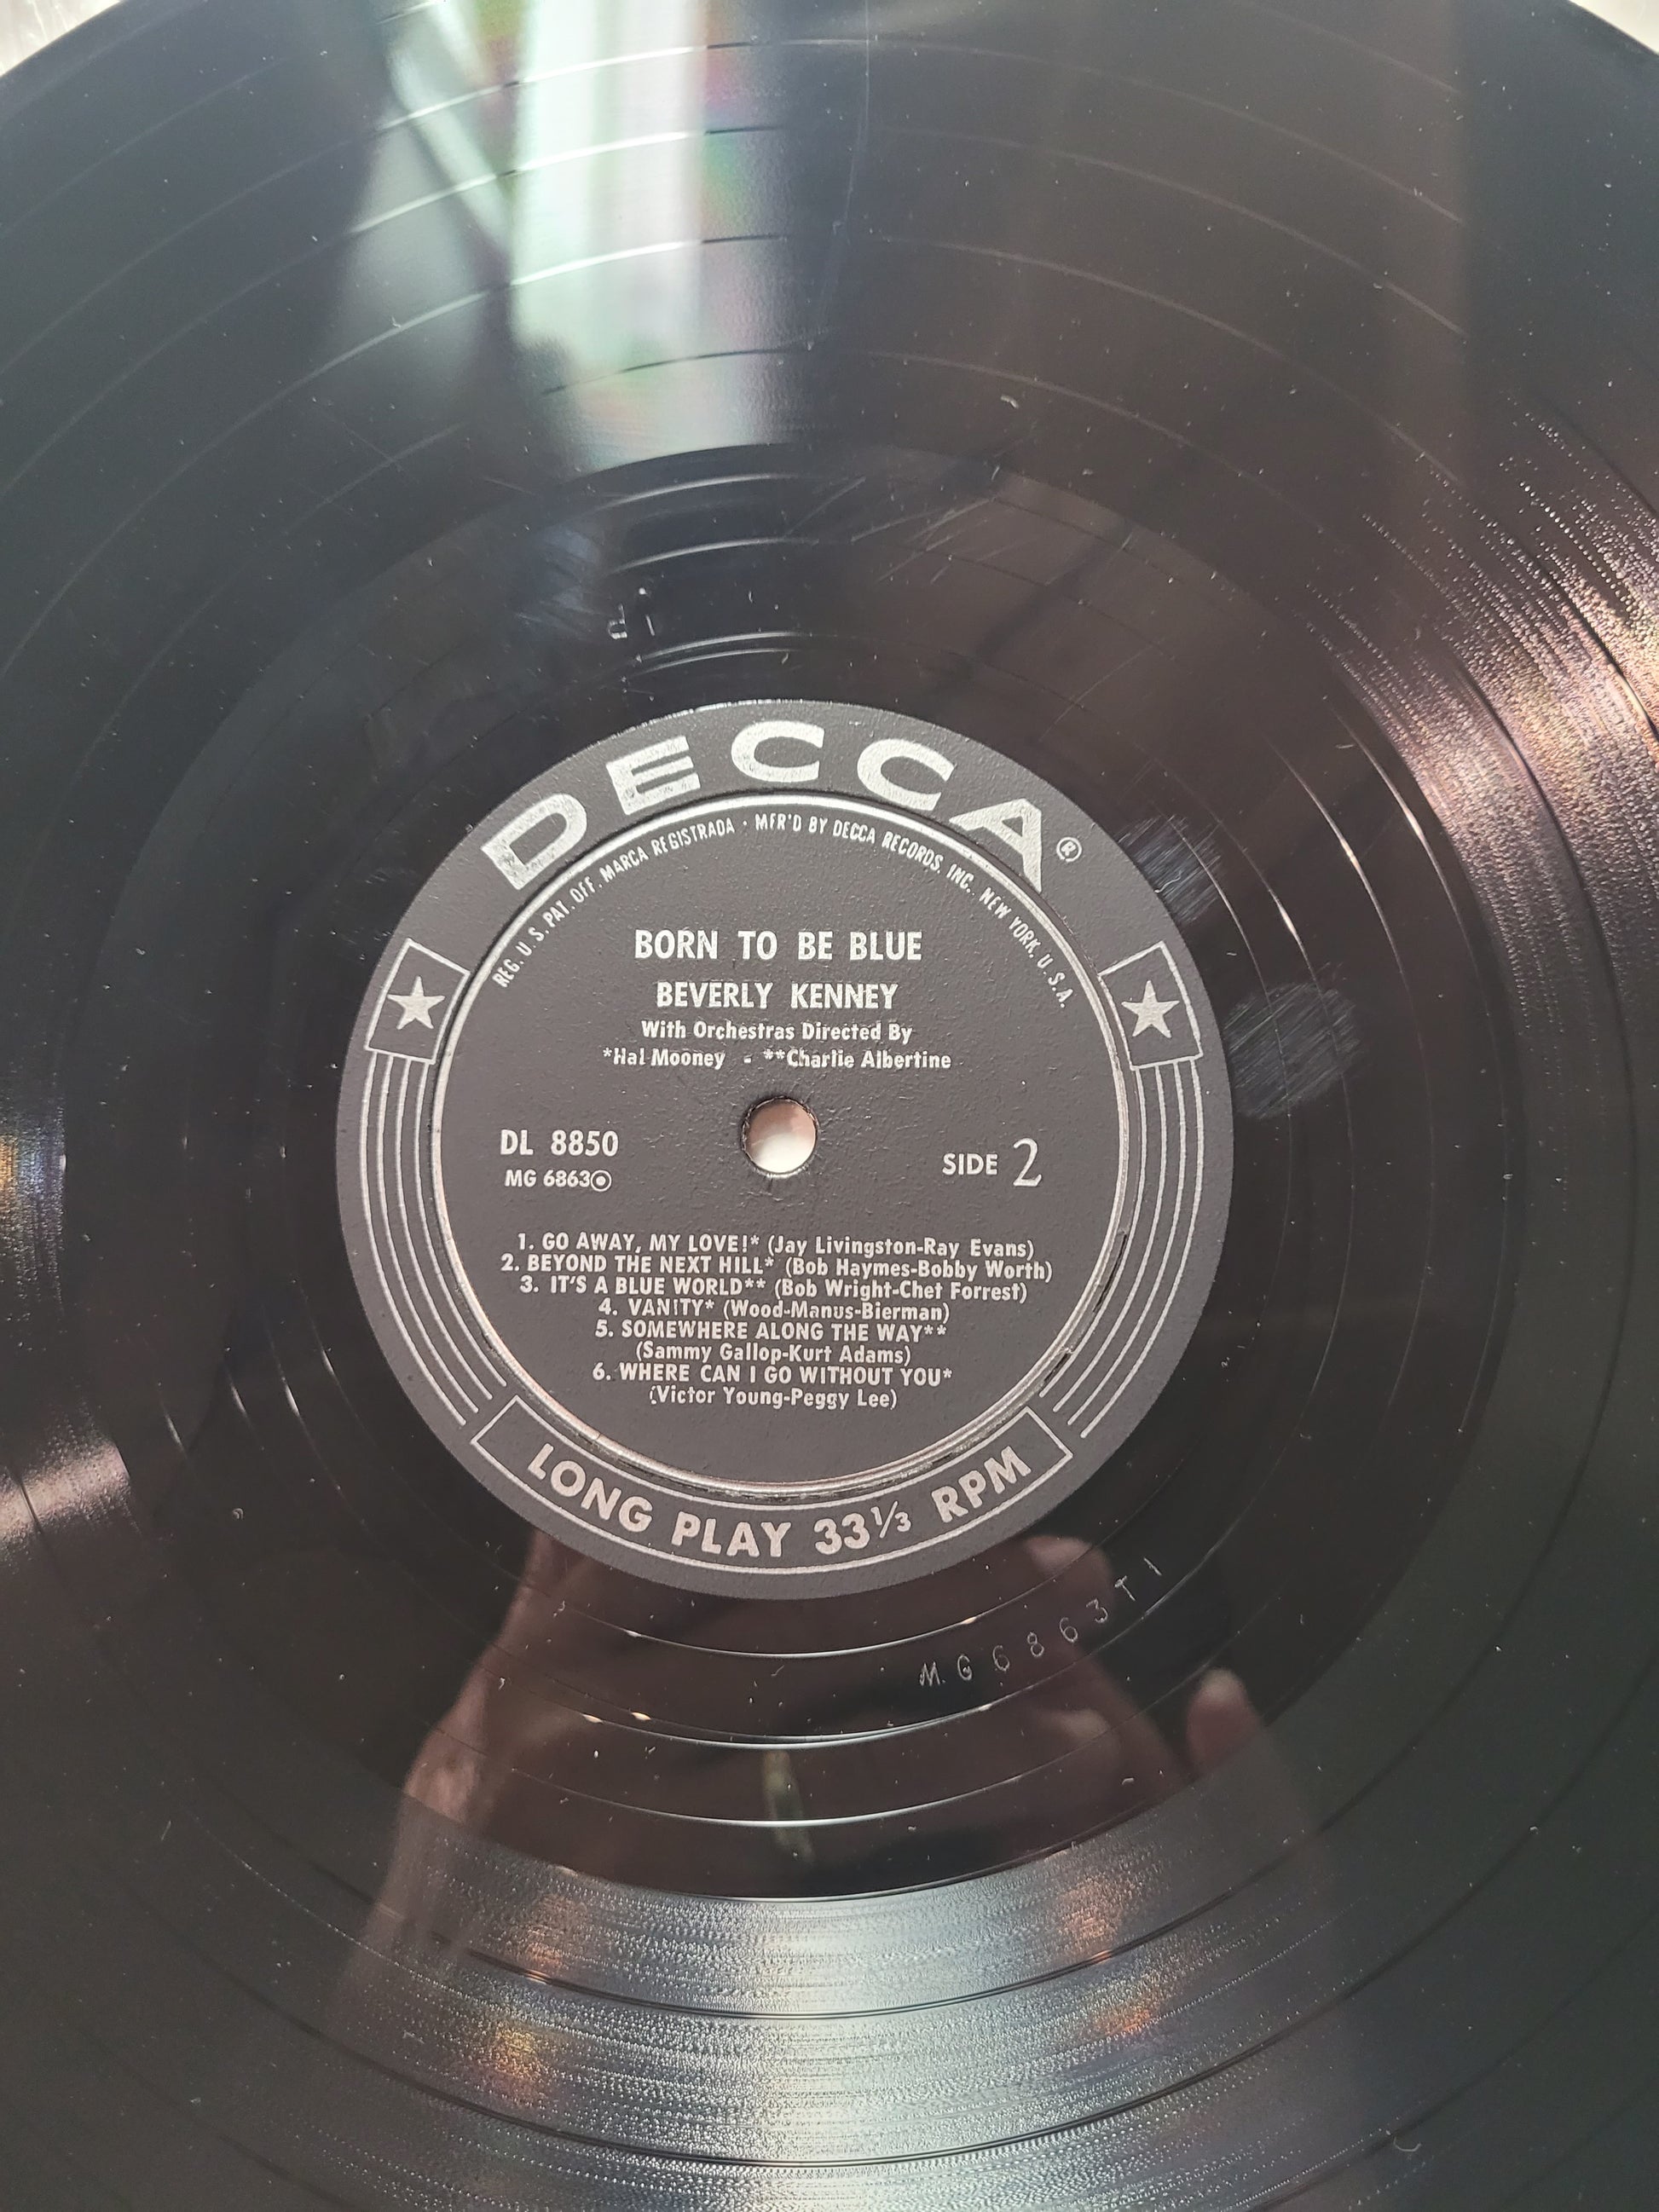 DECCA®
REG. U.S. PAT. OFF. MARCA REGISTRADA • MFR'D BY DECCA RECORDS, INC. NEW YORK, U.S.A.
BORN TO BE BLUE
BEVERLY KENNEY
With Orchestras Directed By
*Hal Mooney - **Charlie Albertine
DL 8850
MG 6863
SIDE 2
1. GO AWAY, MY LOVE!* (Jay Livingston-Ray Evans)
2. BEYOND THE NEXT HILL* (Bob Haymes-Bobby Worth)
3. IT'S A BLUE WORLD** (Bob Wright-Chet Forrest)
4. VANITY* (Wood-Manus-Bierman)
5. SOMEWHERE ALONG THE WAY**
(Sammy Gallop-Kurt Adams)
6. WHERE CAN I GO WITHOUT YOU*
(Victor Young-Peggy Lee)
LONG PLAY 33⅓ RPM
MG6863T1